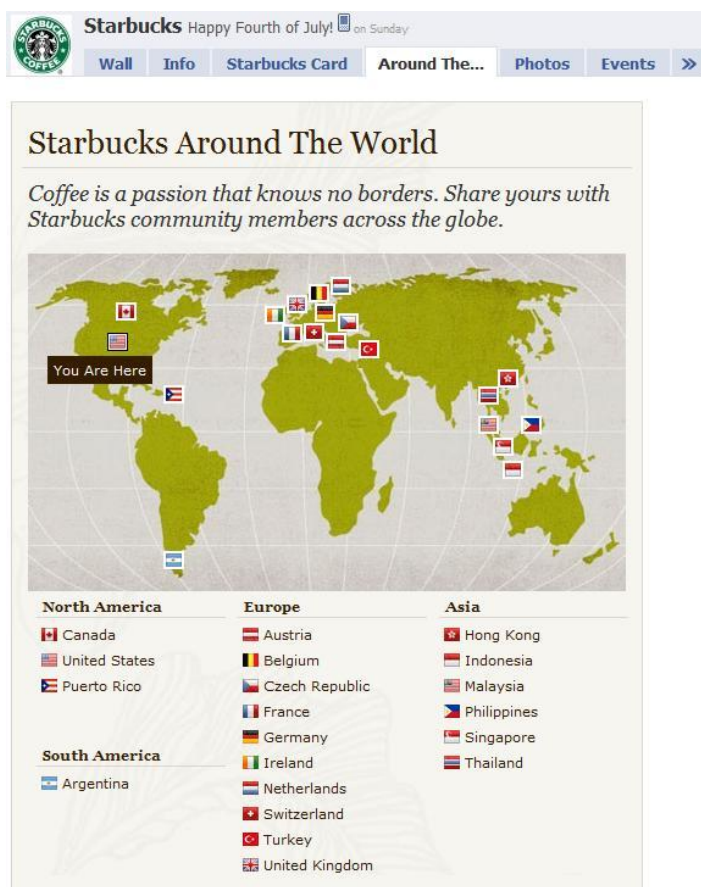 STARBUCKS COFFEE
Starbucks Happy Fourth of July! on Sunday
Wall Info Starbucks Card Around The... Photos Events »
Starbucks Around The World
Coffee is a passion that knows no borders. Share yours with
Starbucks community members across the globe.
You Are Here
North America
Canada
United States
Puerto Rico
South America
Argentina
Europe
Austria
Belgium
Czech Republic
France
Germany
Ireland
Netherlands
Switzerland
Turkey
United Kingdom
Asia
Hong Kong
Indonesia
Malaysia
Philippines
Singapore
Thailand